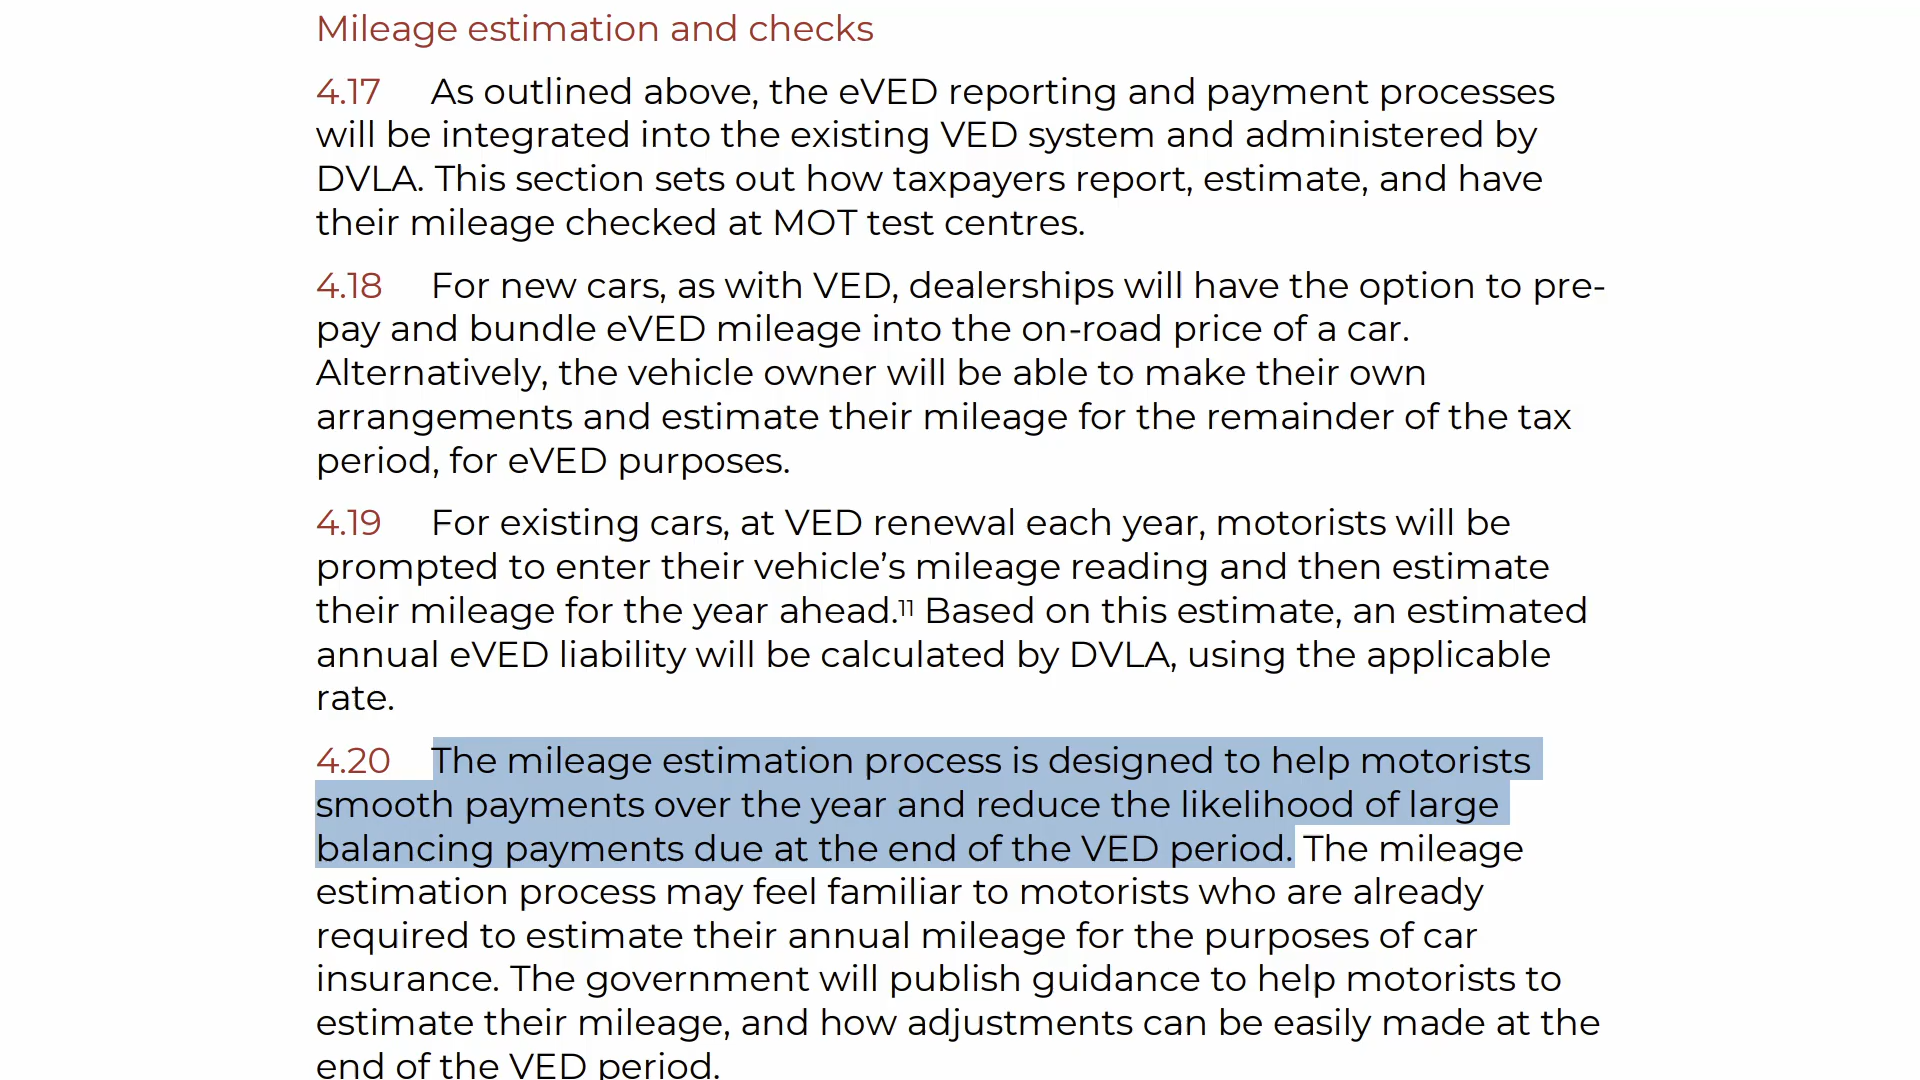 Mileage estimation and checks
4.17 As outlined above, the eVED reporting and payment processes
will be integrated into the existing VED system and administered by
DVLA. This section sets out how taxpayers report, estimate, and have
their mileage checked at MOT test centres.
4.18 For new cars, as with VED, dealerships will have the option to pre-
pay and bundle eVED mileage into the on-road price of a car.
Alternatively, the vehicle owner will be able to make their own
arrangements and estimate their mileage for the remainder of the tax
period, for eVED purposes.
4.19 For existing cars, at VED renewal each year, motorists will be
prompted to enter their vehicle’s mileage reading and then estimate
their mileage for the year ahead.¹¹ Based on this estimate, an estimated
annual eVED liability will be calculated by DVLA, using the applicable
rate.
4.20 The mileage estimation process is designed to help motorists
smooth payments over the year and reduce the likelihood of large
balancing payments due at the end of the VED period. The mileage
estimation process may feel familiar to motorists who are already
required to estimate their annual mileage for the purposes of car
insurance. The government will publish guidance to help motorists to
estimate their mileage, and how adjustments can be easily made at the
end of the VED period.